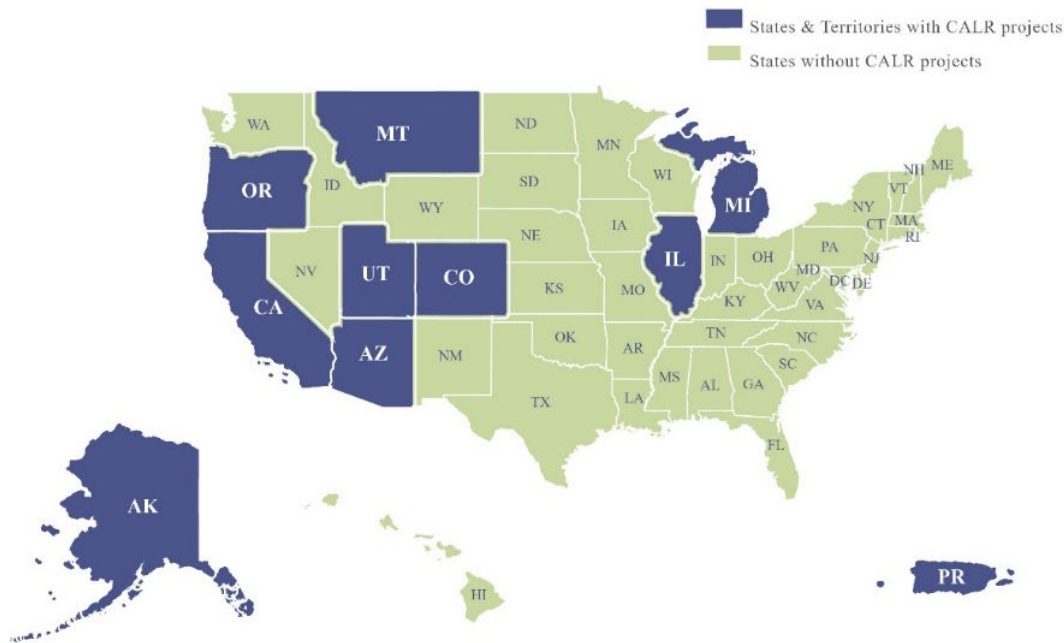 States & Territories with CALR projects
States without CALR projects
WA
MT
ND
MN
OR
ID
SD
WI
MI
WY
IA
NE
NV
UT
CO
IL
IN
OH
PA
NY
VT
NH
ME
MA
CT
RI
NJ
MD
DC
DE
WV
VA
CA
KS
MO
KY
AZ
NM
OK
AR
TN
NC
SC
MS
AL
GA
TX
LA
FL
AK
HI
PR